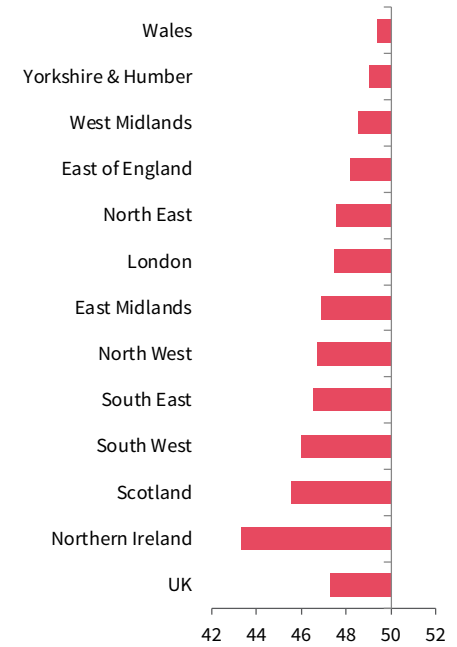 Wales
Yorkshire & Humber
West Midlands
East of England
North East
London
East Midlands
North West
South East
South West
Scotland
Northern Ireland
UK
42 44 46 48 50 52